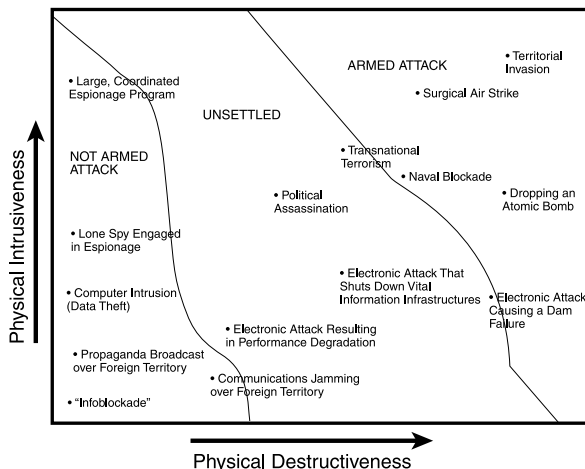 • Territorial
Invasion
ARMED ATTACK
• Large, Coordinated
Espionage Program
• Surgical Air Strike
UNSETTLED
• Transnational
Terrorism
NOT ARMED
ATTACK
• Naval Blockade
• Political
Assassination
• Dropping an
Atomic Bomb
• Lone Spy Engaged
in Espionage
• Electronic Attack That
Shuts Down Vital
Information Infrastructures
• Computer Intrusion
(Data Theft)
• Electronic Attack
Causing a Dam
Failure
• Electronic Attack Resulting
in Performance Degradation
• Propaganda Broadcast
over Foreign Territory
• Communications Jamming
over Foreign Territory
• “Infoblockade”
Physical Intrusiveness
Physical Destructiveness